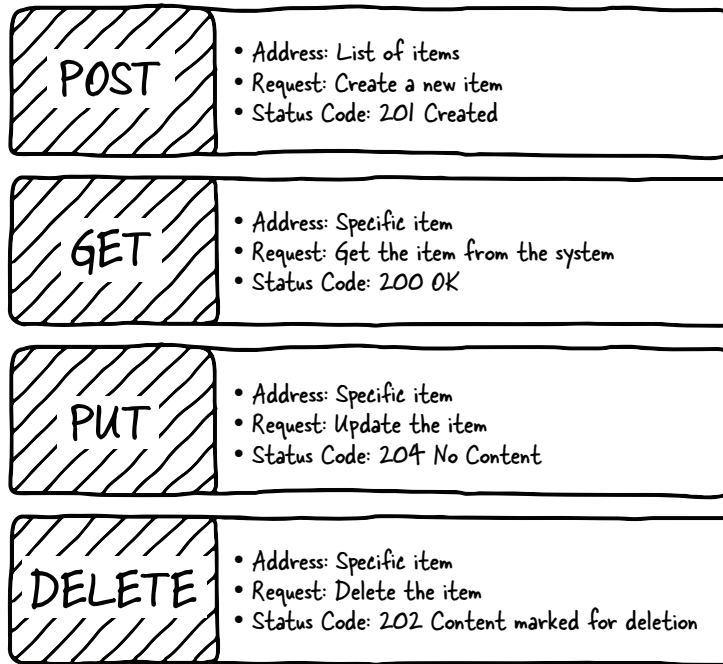 POST
• Address: List of items
• Request: Create a new item
• Status Code: 201 Created
GET
• Address: Specific item
• Request: Get the item from the system
• Status Code: 200 OK
PUT
• Address: Specific item
• Request: Update the item
• Status Code: 204 No Content
DELETE
• Address: Specific item
• Request: Delete the item
• Status Code: 202 Content marked for deletion